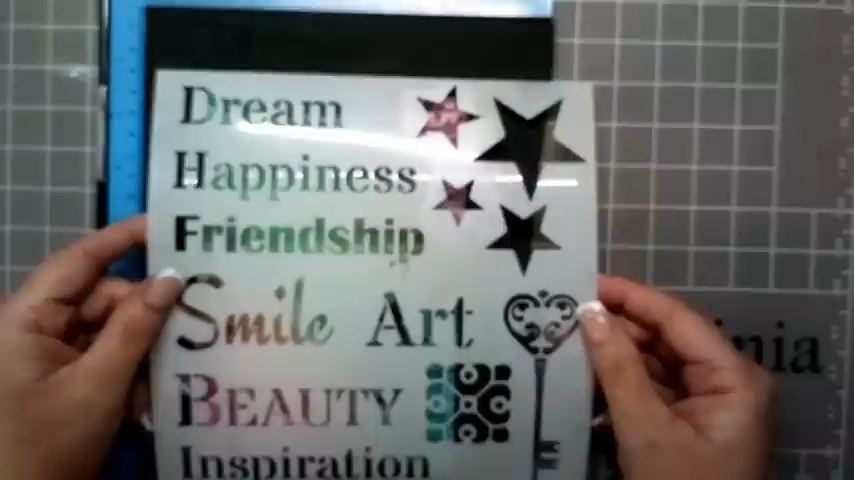 Dream
Happiness
Friendship
Smile Art
BEAUTY
Inspiration